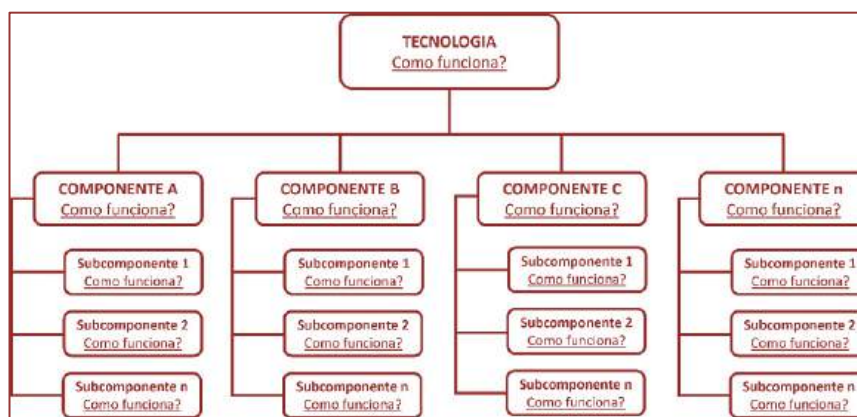 TECNOLOGIA
Como funciona?
COMPONENTE A
Como funciona?
COMPONENTE B
Como funciona?
COMPONENTE C
Como funciona?
COMPONENTE n
Como funciona?
Subcomponente 1
Como funciona?
Subcomponente 1
Como funciona?
Subcomponente 1
Como funciona?
Subcomponente 1
Como funciona?
Subcomponente 2
Como funciona?
Subcomponente 2
Como funciona?
Subcomponente 2
Como funciona?
Subcomponente 2
Como funciona?
Subcomponente n
Como funciona?
Subcomponente n
Como funciona?
Subcomponente n
Como funciona?
Subcomponente n
Como funciona?